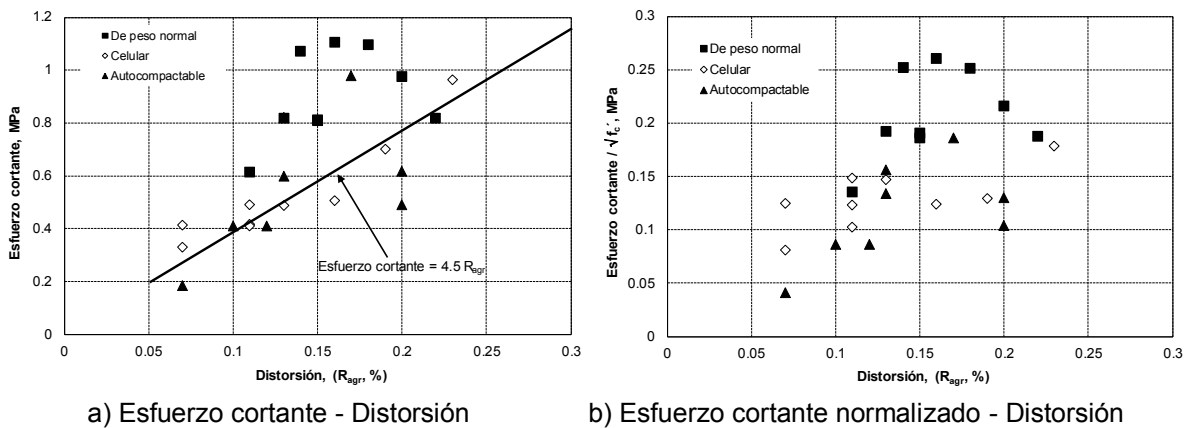 1.2
1
0.8
0.6
0.4
0.2
0
Esfuerzo cortante, MPa
De peso normal
Celular
Autocompactable
Esfuerzo cortante = 4.5 Ragr
0 0.05 0.1 0.15 0.2 0.25 0.3
Distorsión, (Ragr, %)
a) Esfuerzo cortante - Distorsión
0.3
0.25
0.2
0.15
0.1
0.05
0
Esfuerzo cortante / √ fc´, MPa
De peso normal
Celular
Autocompactable
0 0.05 0.1 0.15 0.2 0.25 0.3
Distorsión, (Ragr, %)
b) Esfuerzo cortante normalizado - Distorsión